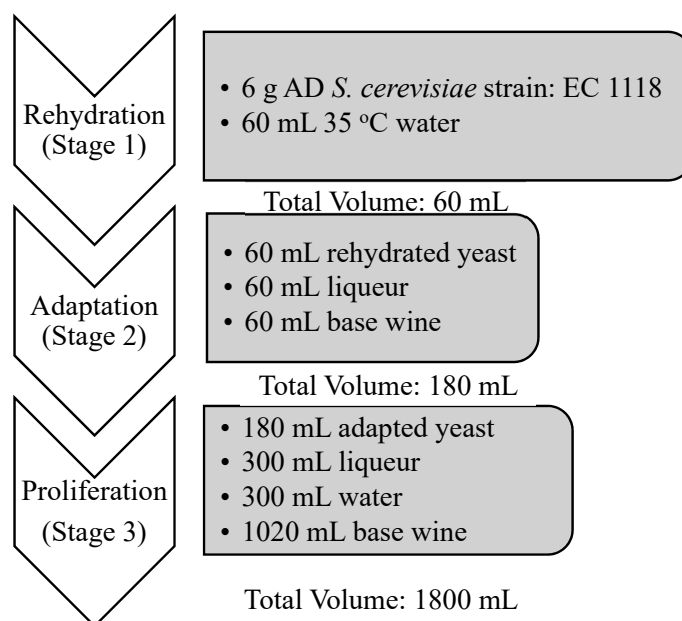 Rehydration
(Stage 1)
• 6 g AD S. cerevisiae strain: EC 1118
• 60 mL 35 °C water
Total Volume: 60 mL
Adaptation
(Stage 2)
• 60 mL rehydrated yeast
• 60 mL liqueur
• 60 mL base wine
Total Volume: 180 mL
Proliferation
(Stage 3)
• 180 mL adapted yeast
• 300 mL liqueur
• 300 mL water
• 1020 mL base wine
Total Volume: 1800 mL